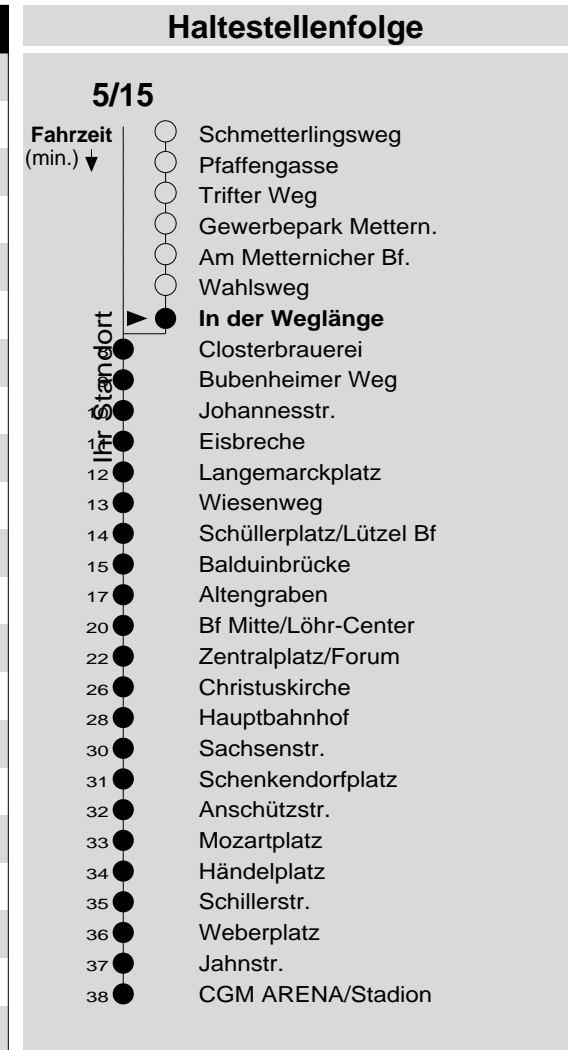 Haltestellenfolge
5/15
Fahrzeit
(min.)
Schmetterlingsweg
Pfaffengasse
Trifter Weg
Gewerbepark Mettern.
Am Metternicher Bf.
Wahlsweg
Ihr Standort
In der Weglänge
Closterbrauerei
Bubenheimer Weg
10 Johannesstr.
11 Eisbreche
12 Langemarckplatz
13 Wiesenweg
14 Schüllerplatz/Lützel Bf
15 Balduinbrücke
17 Altengraben
20 Bf Mitte/Löhr-Center
22 Zentralplatz/Forum
26 Christuskirche
28 Hauptbahnhof
30 Sachsenstr.
31 Schenkendorfplatz
32 Anschützstr.
33 Mozartplatz
34 Händelplatz
35 Schillerstr.
36 Weberplatz
37 Jahnstr.
38 CGM ARENA/Stadion